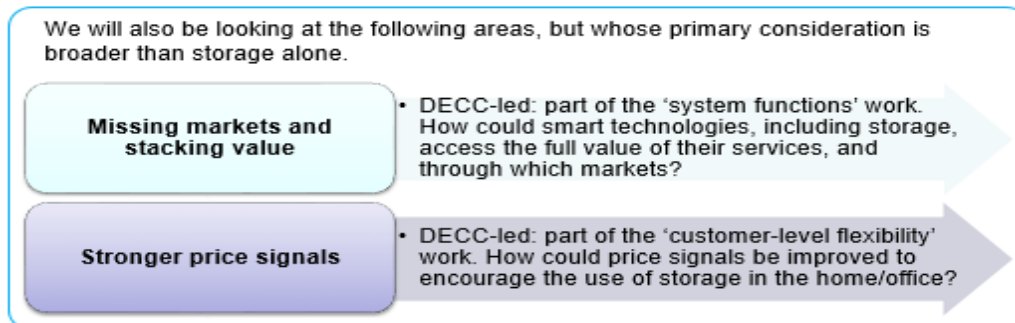 We will also be looking at the following areas, but whose primary consideration is
broader than storage alone.
Missing markets and
stacking value
• DECC-led: part of the ‘system functions’ work.
How could smart technologies, including storage,
access the full value of their services, and
through which markets?
Stronger price signals
• DECC-led: part of the ‘customer-level flexibility’
work. How could price signals be improved to
encourage the use of storage in the home/office?